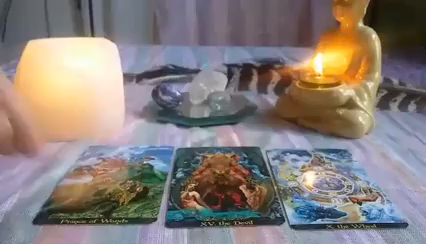 Prince of Wands
XV. The Devil
X. The Wheel